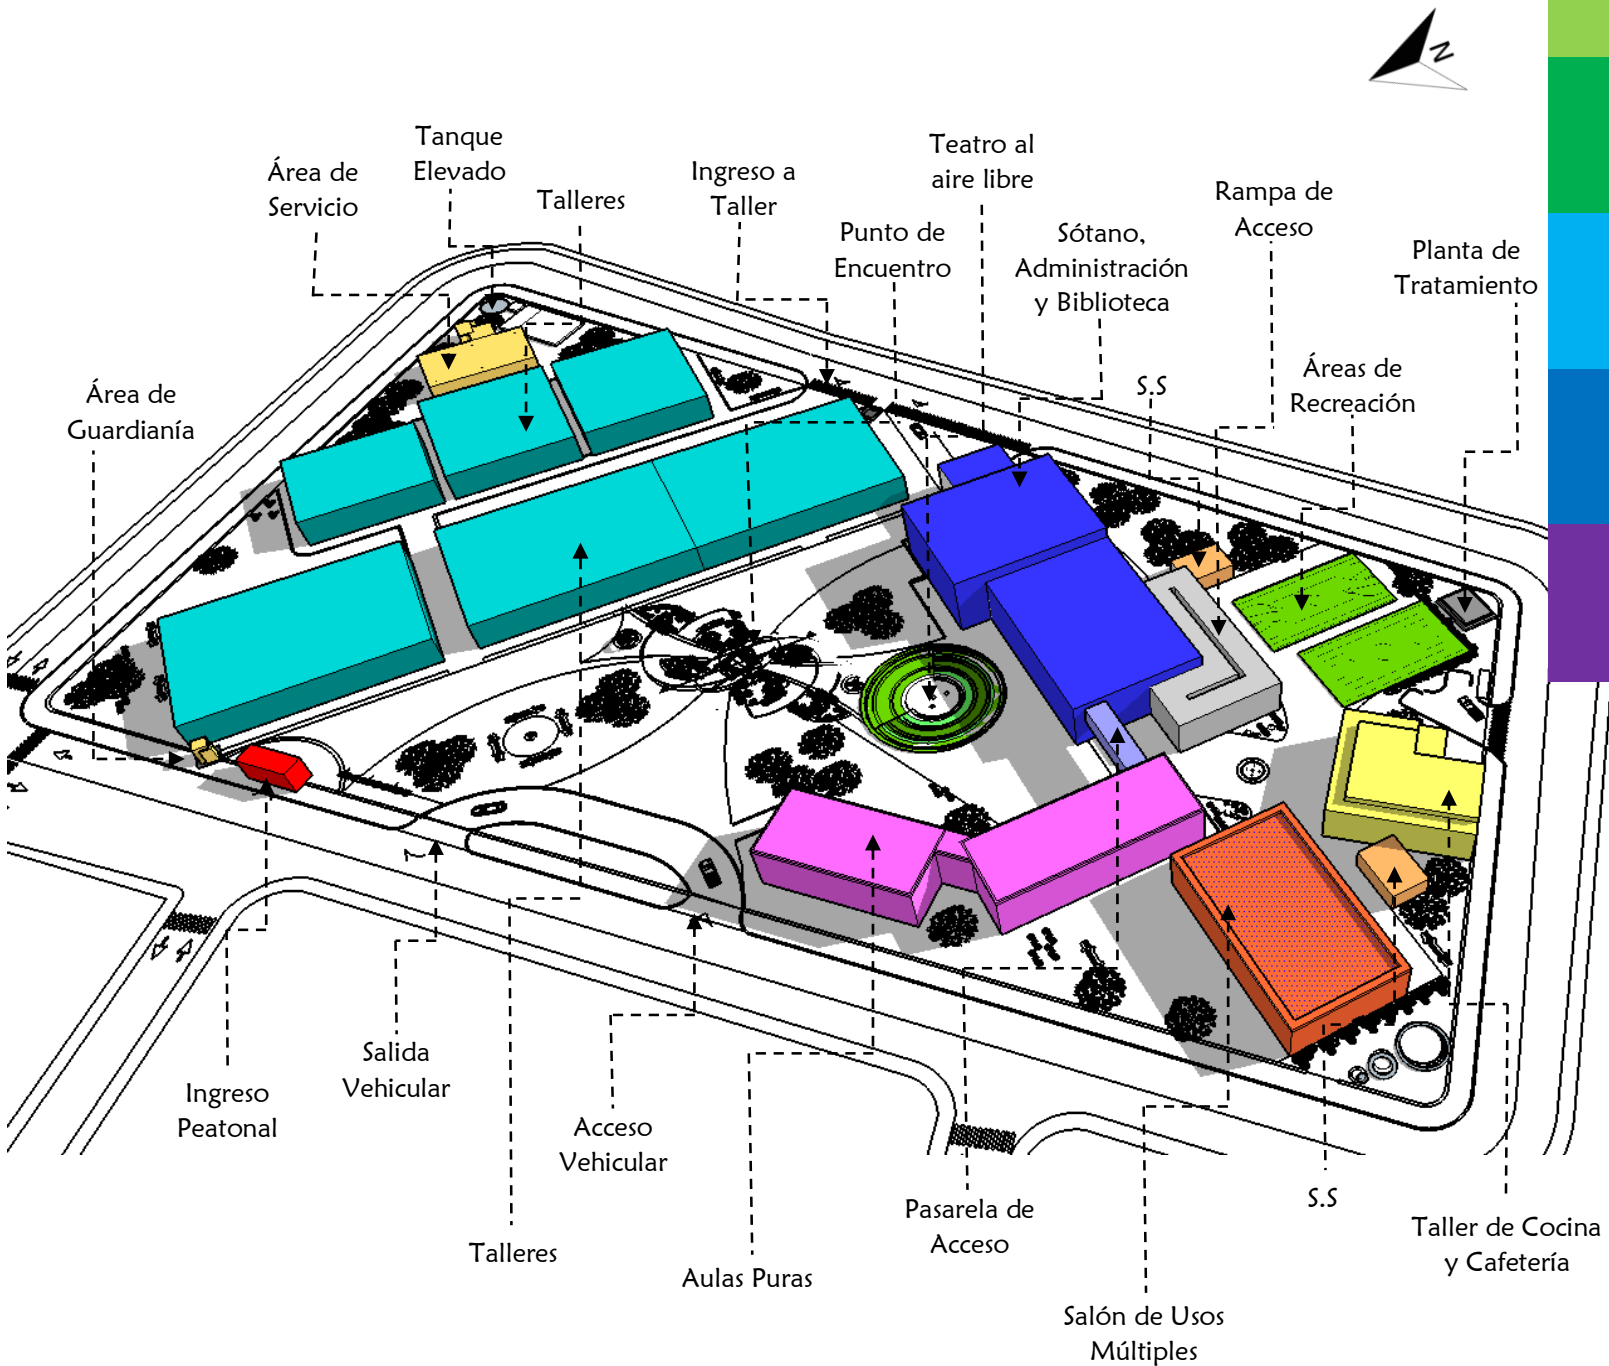 N
Tanque
Elevado
Área de
Servicio
Talleres
Ingreso a
Taller
Teatro al
aire libre
Punto de
Encuentro
Sótano,
Administración
y Biblioteca
Rampa de
Acceso
Planta de
Tratamiento
Área de
Guardianía
S.S
Áreas de
Recreación
Ingreso
Peatonal
Salida
Vehicular
Acceso
Vehicular
Talleres
Aulas Puras
Pasarela de
Acceso
Salón de Usos
Múltiples
S.S
Taller de Cocina
y Cafetería